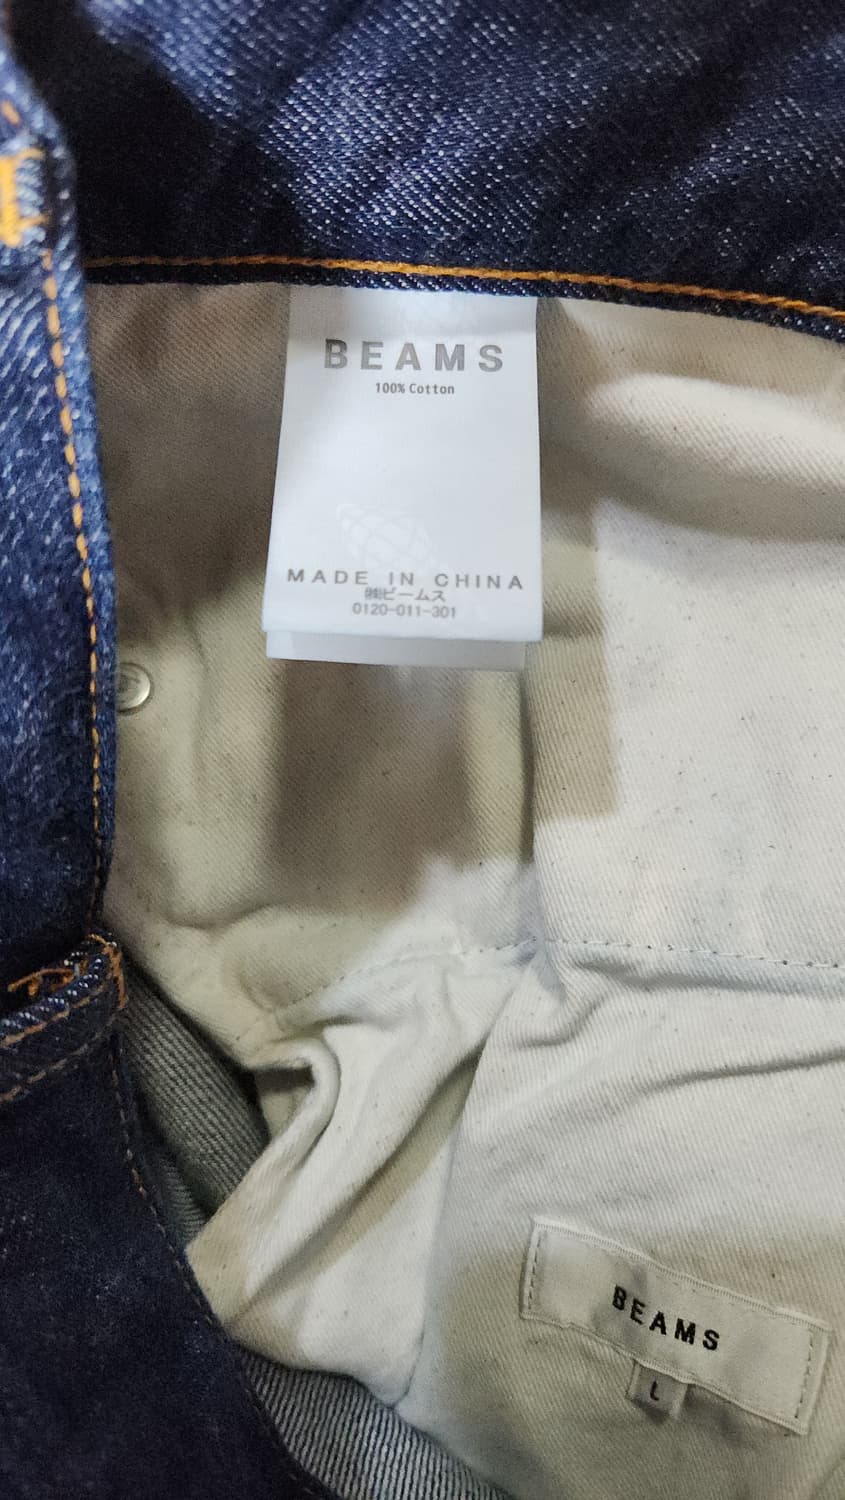 BEAMS
100% Cotton
MADE IN CHINA
㈱ビームス
0120-011-301
BEAMS
L